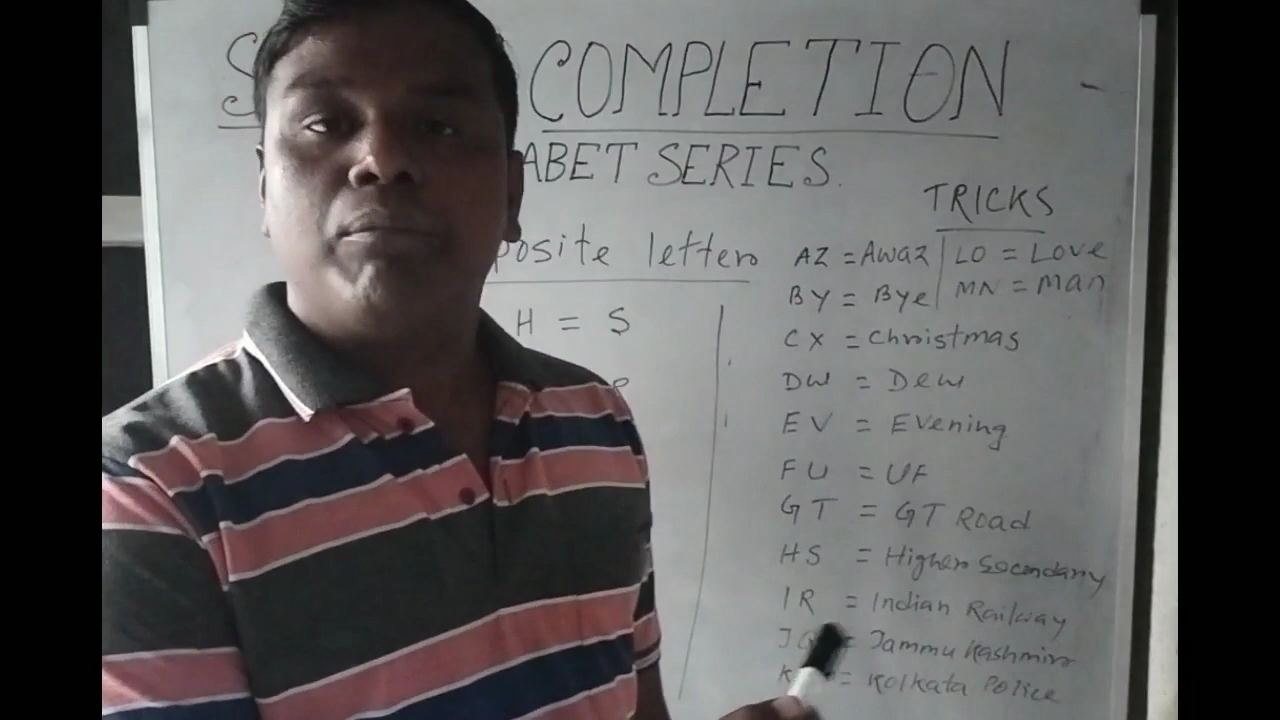 S COMPLETION
ABET SERIES.
posite letter
H = S
R
TRICKS
AZ = Awaz
BY = Bye
LO = Love
MN = Man
CX = Christmas
DW = Dew
EV = Evening
FU = UF
GT = GT Road
HS = Higher Secondary
IR = Indian Railway
J = Jammu Kashmir
K = Kolkata Police